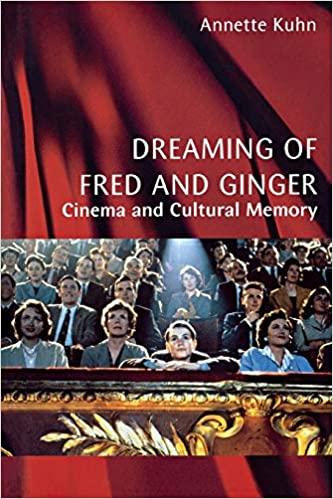 Annette Kuhn
DREAMING OF
FRED AND GINGER
Cinema and Cultural Memory